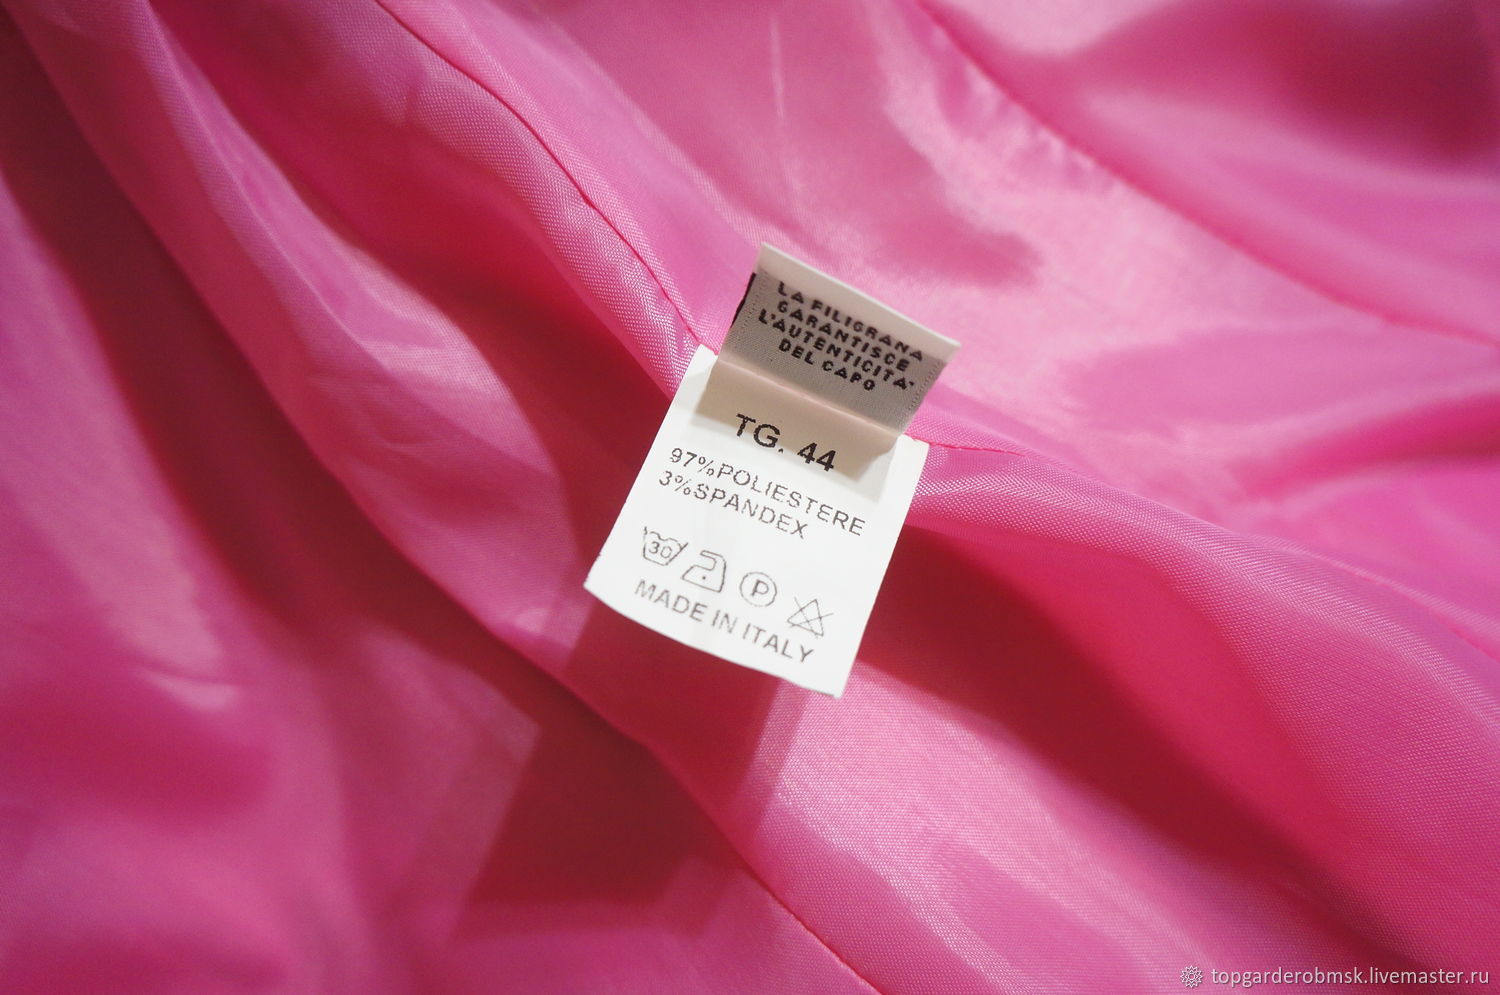 LA FILIGRANA
GARANTISCE
L'AUTENTICITA'
DEL CAPO
TG. 44
97%POLIESTERE
3%SPANDEX
30
P
MADE IN ITALY
topgarderobmsk.livemaster.ru